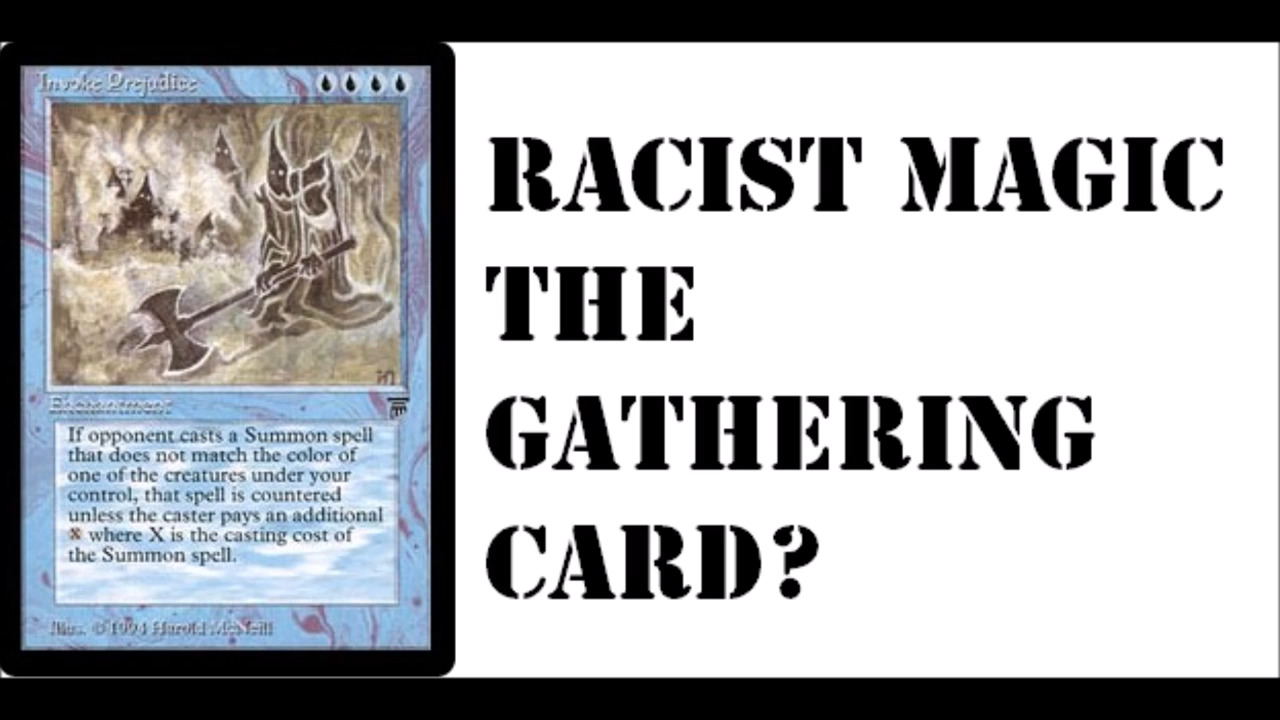 Invoke Prejudice
RACIST MAGIC
THE
GATHERING
CARD?
Enchantment
If opponent casts a Summon spell
that does not match the color of
one of the creatures under your
control, that spell is countered
unless the caster pays an additional
X where X is the casting cost of
the Summon spell.
Illus. © 1994 Harold McNeill